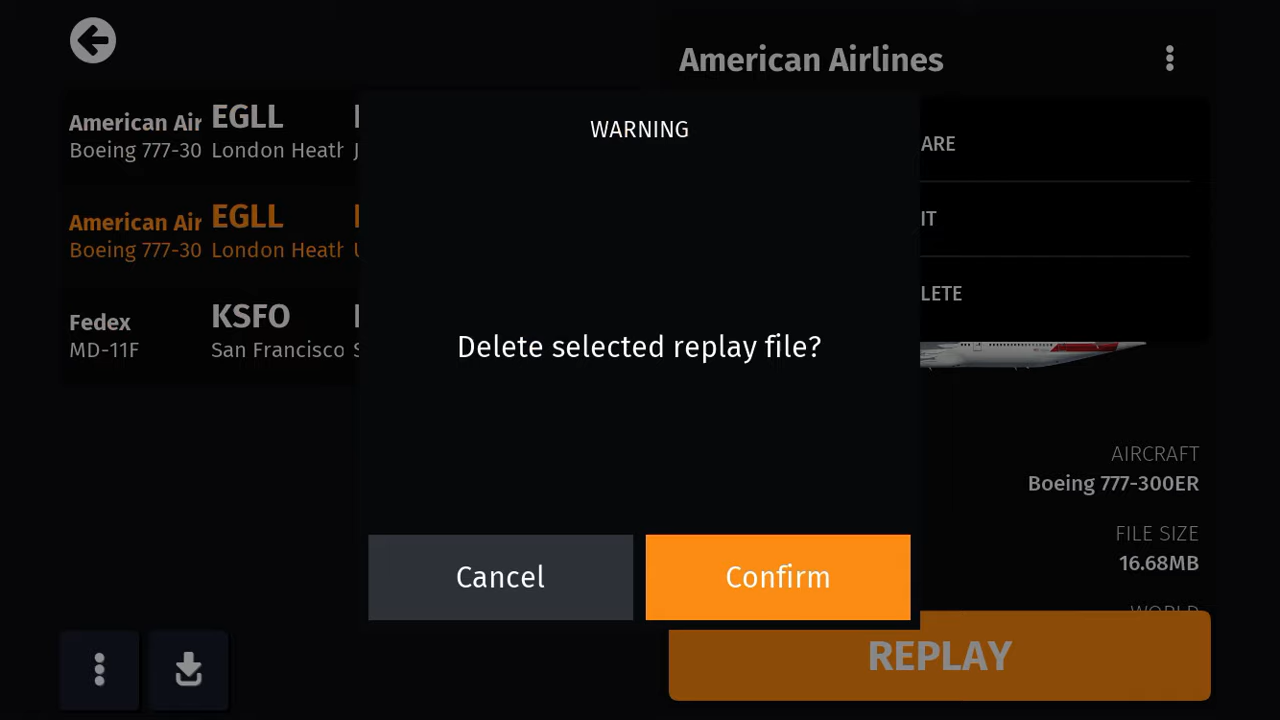 American Airlines
American Air EGLL
Boeing 777-30 London Heath J
American Air EGLL
Boeing 777-30 London Heath U
Fedex KSFO
MD-11F San Francisco S
WARNING
Delete selected replay file?
Cancel
Confirm
ARE
IT
LETE
AIRCRAFT
Boeing 777-300ER
FILE SIZE
16.68MB
WORLD
REPLAY